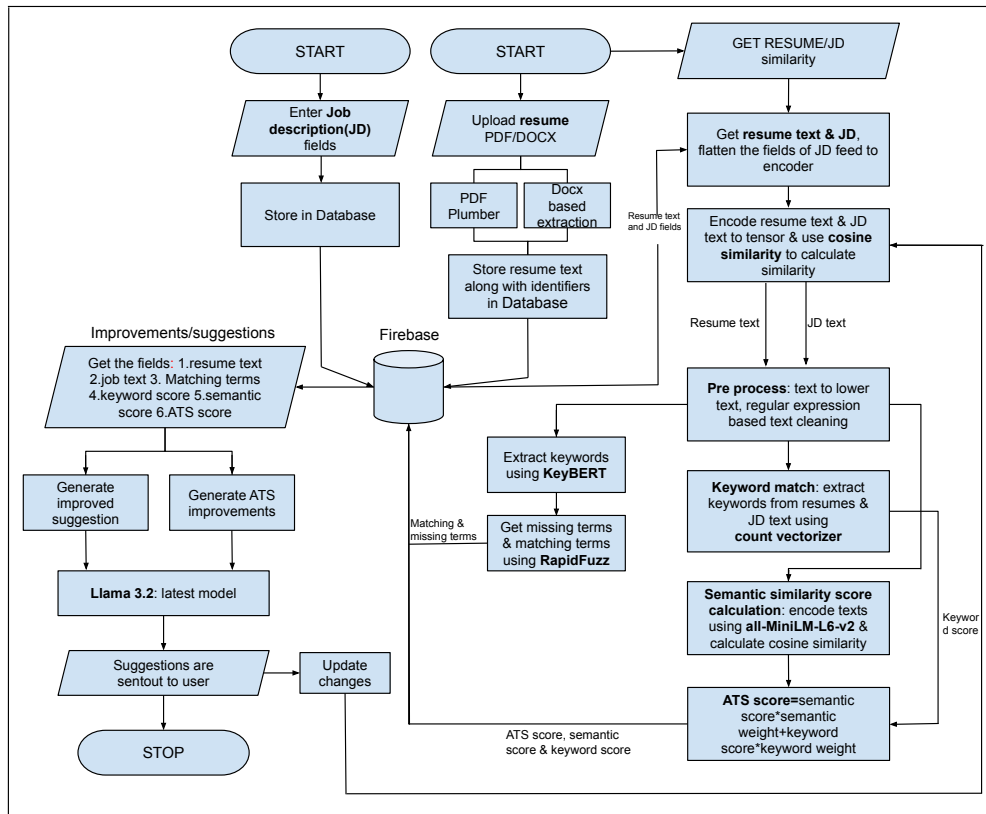 START
Enter Job
description(JD)
fields
Store in Database
START
Upload resume
PDF/DOCX
PDF
Plumber
Docx
based
extraction
Store resume text
along with identifiers
in Database
GET RESUME/JD
similarity
Get resume text & JD,
flatten the fields of JD feed to
encoder
Resume text
and JD fields
Encode resume text & JD
text to tensor & use cosine
similarity to calculate
similarity
Resume text
JD text
Firebase
Improvements/suggestions
Get the fields: 1.resume text
2.job text 3. Matching terms
4.keyword score 5.semantic
score 6.ATS score
Generate
improved
suggestion
Generate ATS
improvements
Llama 3.2: latest model
Suggestions are
sentout to user
Update
changes
STOP
Pre process: text to lower
text, regular expression
based text cleaning
Extract keywords
using KeyBERT
Get missing terms
& matching terms
using RapidFuzz
Matching &
missing terms
Keyword match: extract
keywords from resumes &
JD text using
count vectorizer
Semantic similarity score
calculation: encode texts
using all-MiniLM-L6-v2 &
calculate cosine similarity
Keywor
d score
ATS score=semantic
score*semantic
weight+keyword
score*keyword weight
ATS score, semantic
score & keyword score